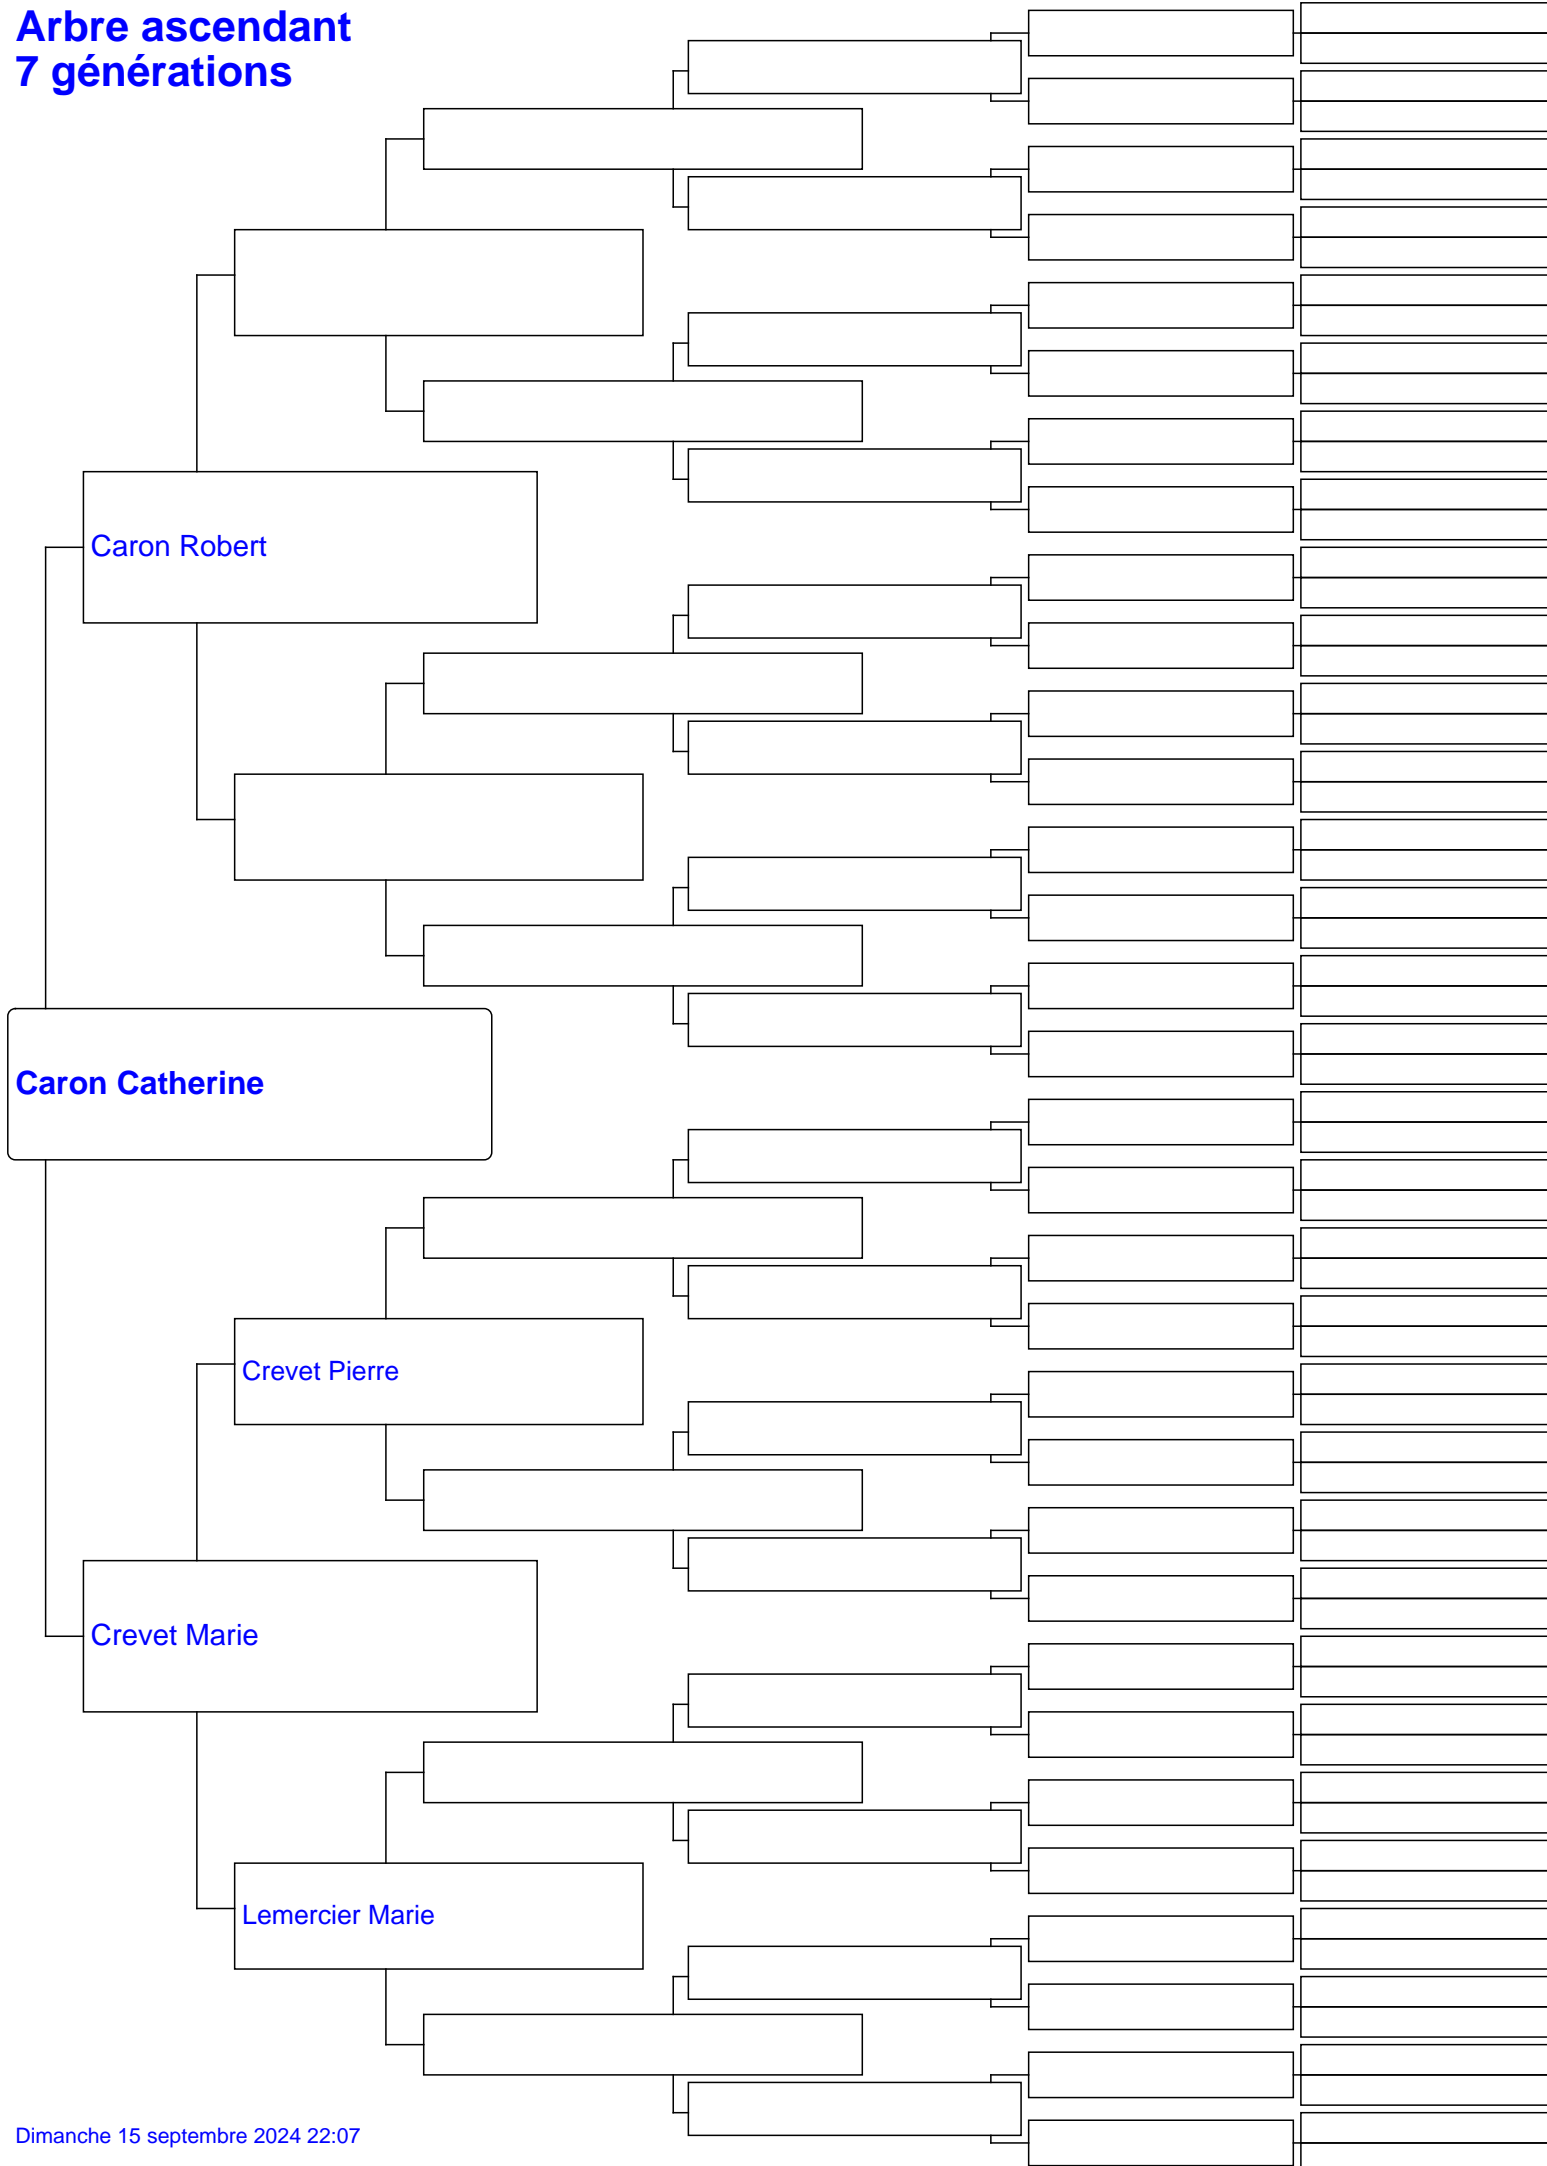 Arbre ascendant
7 générations
Caron Robert
Caron Catherine
Crevet Pierre
Crevet Marie
Lemercier Marie
Dimanche 15 septembre 2024 22:07